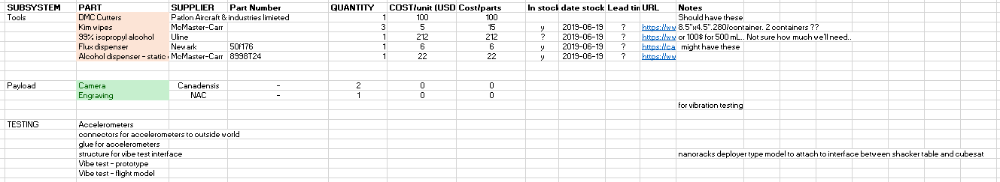 SUBSYSTEM PART SUPPLIER Part Number QUANTITY COST/unit (USD Cost/parts In stock date stock Lead tin URL Notes
Tools DMC Cutters Patlon Aircraft & industries limieted 1 100 100 Should have these
Kim wipes McMaster-Carr 3 5 15 y 2019-06-19 ? https://ww 8.5"x4.5".280/container. 2 containers ??
99% isopropyl alcohol Uline 1 212 212 ? 2019-06-19 ? https://ww or 100$ for 500 mL.. Not sure how much we'll need..
Flux dispenser Newark 50f176 1 6 6 y 2019-06-19 ? https://ca might have these
Alcohol dispenser - static McMaster-Carr 8998T24 1 22 22 y 2019-06-19 ? https://ww
Payload Camera Canadensis - 2 0 0
Engraving NAC - 1 0 0
for vibration testing
TESTING Accelerometers
connectors for accelerometers to outside world
glue for accelerometers
structure for vibe test interface nanoracks deployer type model to attach to interface between shacker table and cubesat
Vibe test - prototype
Vibe test - flight model